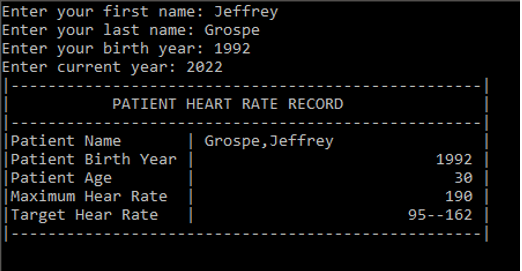 Enter your first name: Jeffrey
Enter your last name: Grospe
Enter your birth year: 1992
Enter current year: 2022
|---------------------------------------------------|
|           PATIENT HEART RATE RECORD               |
|---------------------------------------------------|
|Patient Name       | Grospe,Jeffrey                |
|Patient Birth Year |                          1992 |
|Patient Age        |                            30 |
|Maximum Hear Rate  |                           190 |
|Target Hear Rate   |                       95--162 |
|---------------------------------------------------|